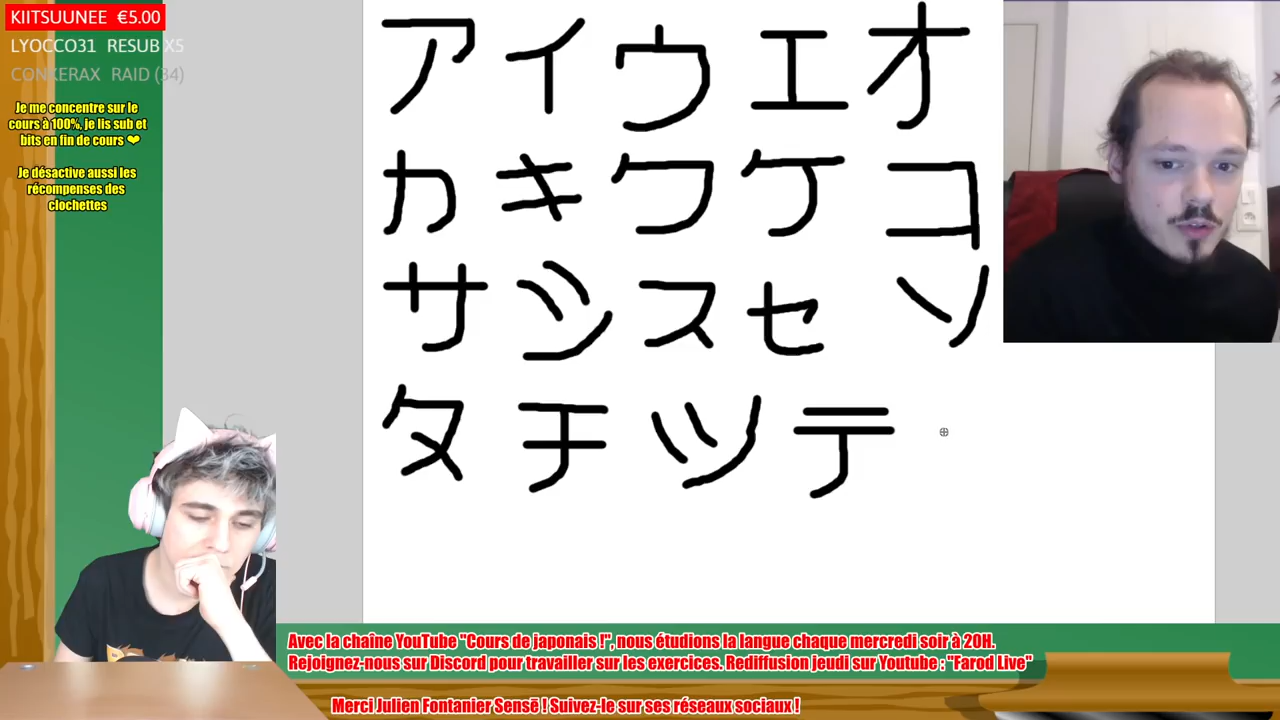 KIITSUUNEE €5.00
LYOCCO31 RESUB X5
CONKERAX RAID (34)
Je me concentre sur le
cours à 100%, je lis sub et
bits en fin de cours ❤
Je désactive aussi les
récompenses des
clochettes
ア イ ウ エ オ
カ キ ク ケ コ
サ シ ス セ ソ
タ チ ツ テ
Avec la chaîne YouTube "Cours de japonais !", nous étudions la langue chaque mercredi soir à 20H.
Rejoignez-nous sur Discord pour travailler sur les exercices. Rediffusion jeudi sur Youtube : "Farod Live"
Merci Julien Fontanier Sensē ! Suivez-le sur ses réseaux sociaux !